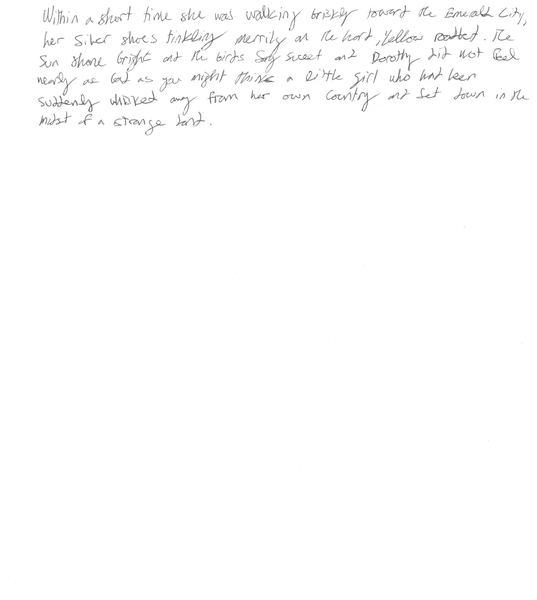 Within a short time she was walking briskly toward the Emerald City,
her Silver shoes tinkling merrily on the hard, Yellow roadbed. The
Sun shone bright and the birds Sang sweet and Dorothy did not feel
nearly as bad as you might think a little girl who had been
suddenly whisked away from her own Country and Set down in the
midst of a strange land.